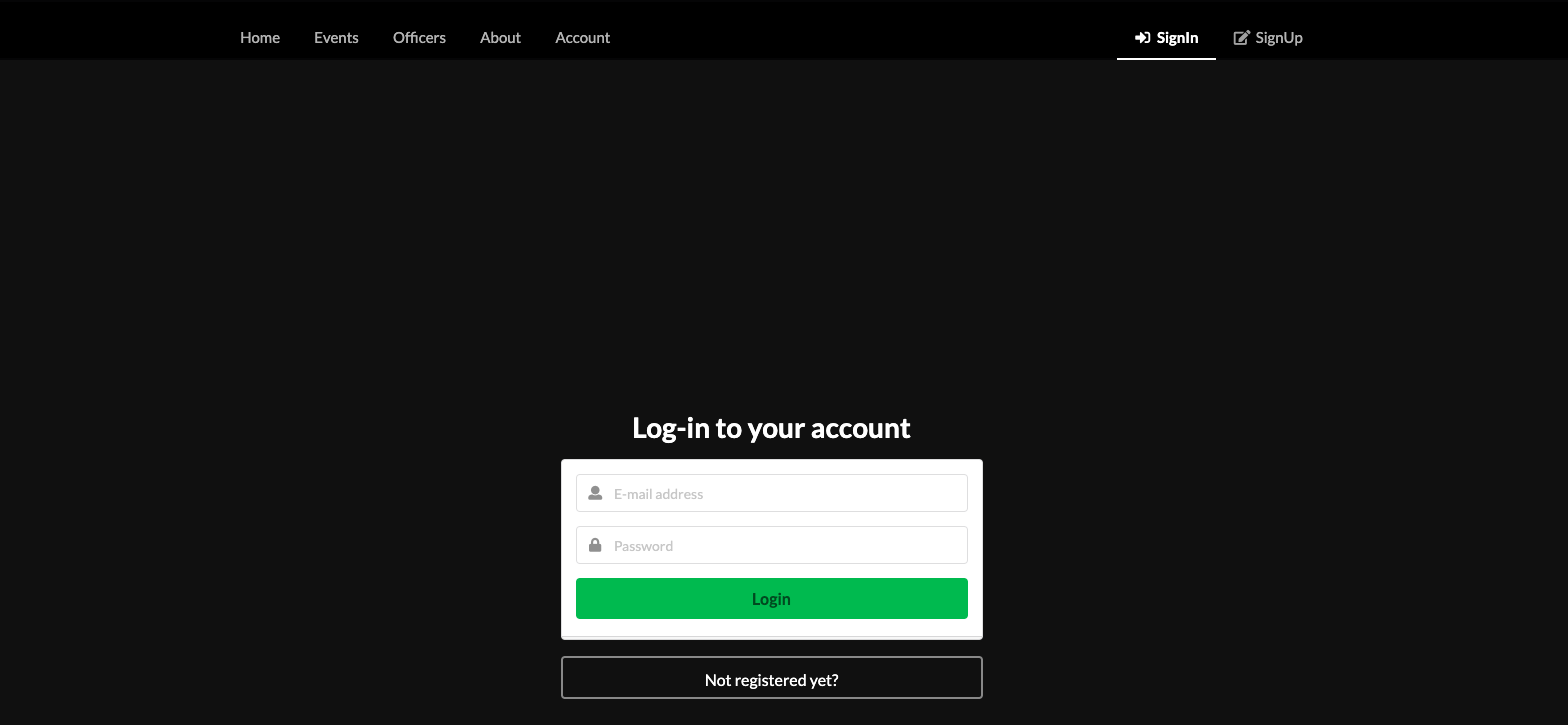 Home Events Officers About Account SignIn SignUp
Log-in to your account
E-mail address
Password
Login
Not registered yet?